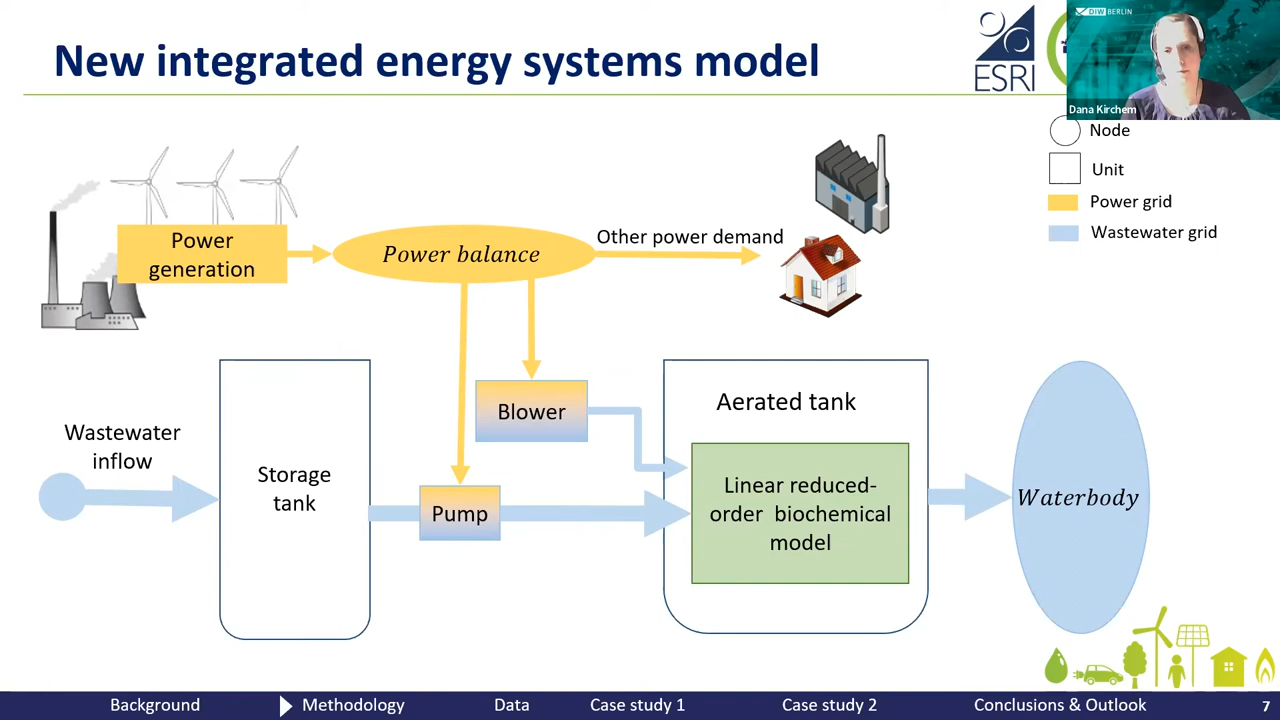 New integrated energy systems model
ESRI
DIW BERLIN
Dana Kirchem
Node
Unit
Power grid
Wastewater grid
Power
generation
Power balance
Other power demand
Blower
Aerated tank
Wastewater
inflow
Storage
tank
Pump
Linear reduced-
order biochemical
model
Waterbody
Background
Methodology
Data
Case study 1
Case study 2
Conclusions & Outlook
7